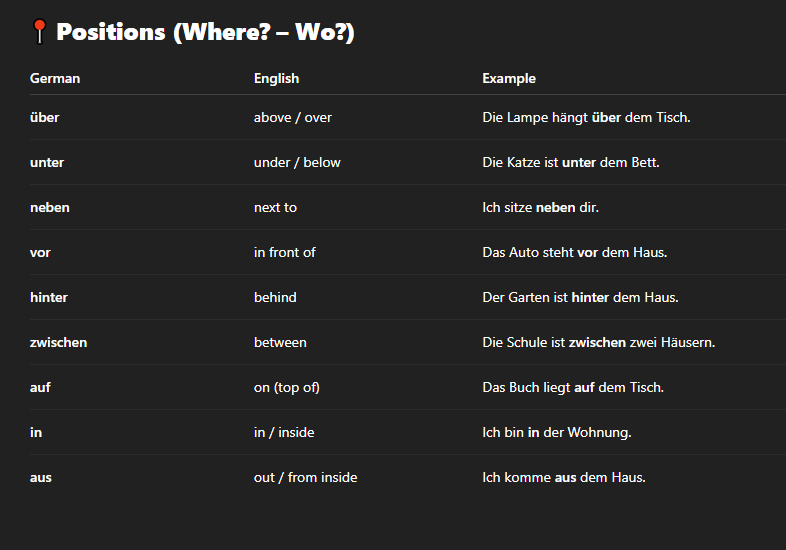 📍 Positions (Where? – Wo?)
German English Example
über above / over Die Lampe hängt über dem Tisch.
unter under / below Die Katze ist unter dem Bett.
neben next to Ich sitze neben dir.
vor in front of Das Auto steht vor dem Haus.
hinter behind Der Garten ist hinter dem Haus.
zwischen between Die Schule ist zwischen zwei Häusern.
auf on (top of) Das Buch liegt auf dem Tisch.
in in / inside Ich bin in der Wohnung.
aus out / from inside Ich komme aus dem Haus.